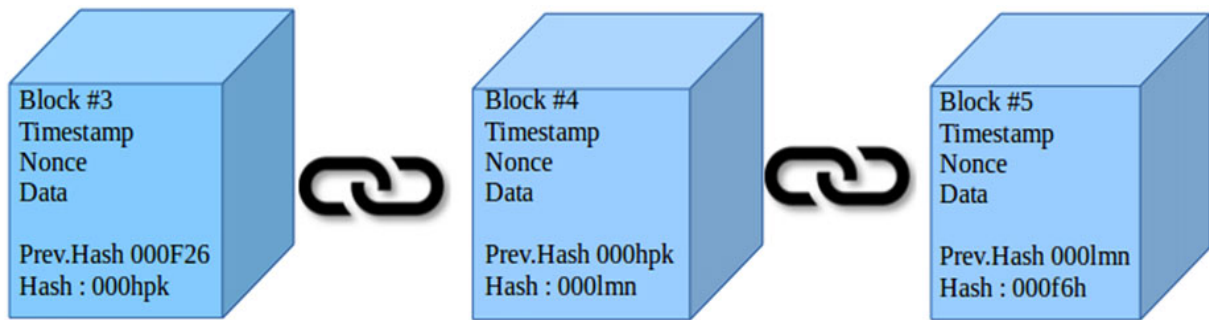 Block #3
Timestamp
Nonce
Data
Prev.Hash 000F26
Hash : 000hpk
Block #4
Timestamp
Nonce
Data
Prev.Hash 000hpk
Hash : 000lmn
Block #5
Timestamp
Nonce
Data
Prev.Hash 000lmn
Hash : 000f6h